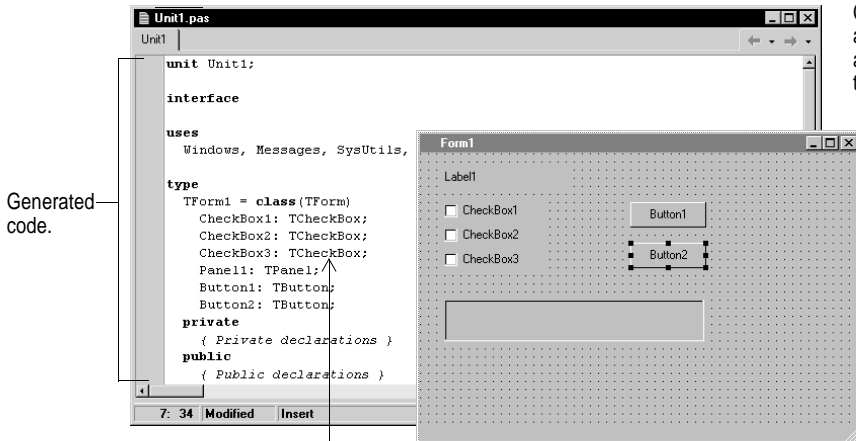 Unit1.pas
Unit1
unit Unit1;
interface
uses
Windows, Messages, SysUtils,
type
TForm1 = class(TForm)
CheckBox1: TCheckBox;
CheckBox2: TCheckBox;
CheckBox3: TCheckBox;
Panel1: TPanel;
Button1: TButton;
Button2: TButton;
private
{ Private declarations }
public
{ Public declarations }
7: 34 Modified Insert
Generated
code.
Form1
Label1
CheckBox1
CheckBox2
CheckBox3
Button1
Button2